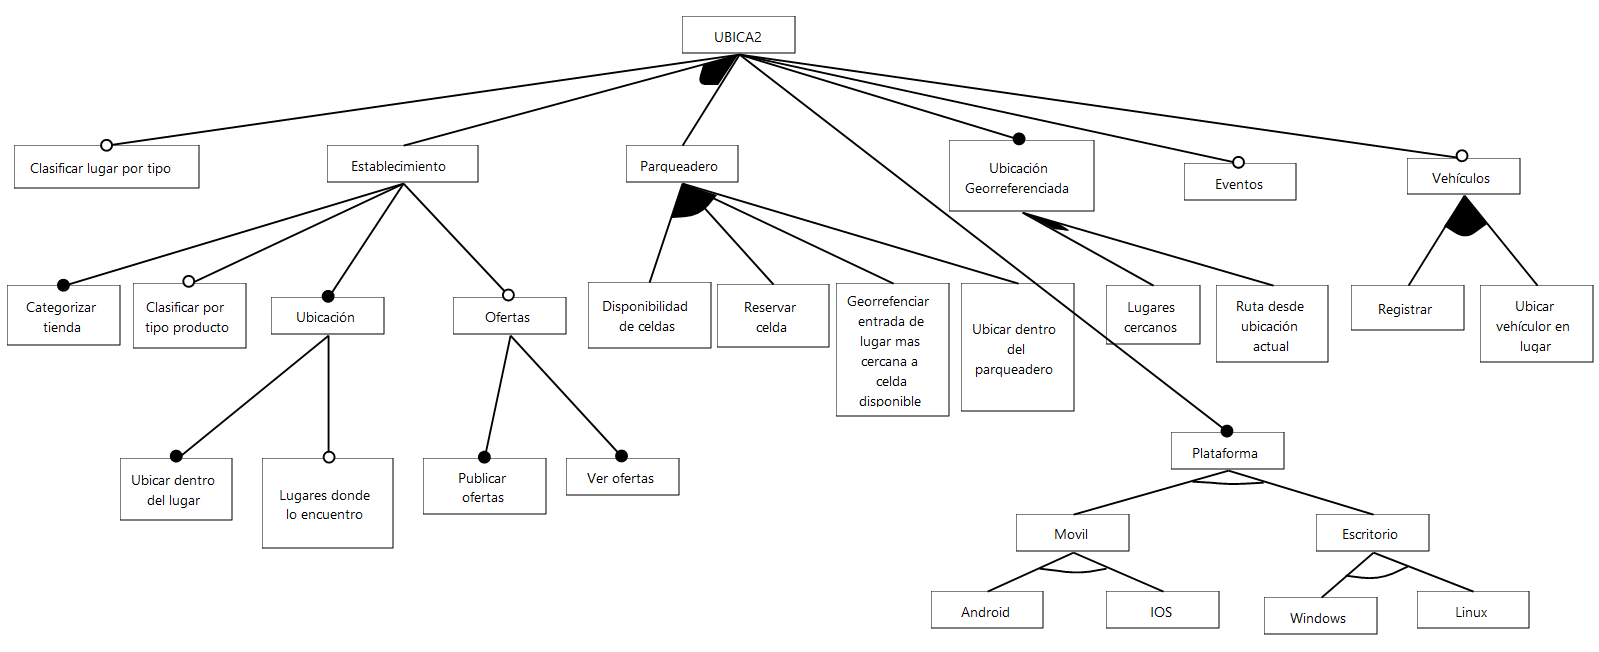 UBICA2
Clasificar lugar por tipo
Establecimiento
Parqueadero
Ubicación
Georreferenciada
Eventos
Vehículos
Categorizar
tienda
Clasificar por
tipo producto
Ubicación
Ofertas
Disponibilidad
de celdas
Reservar
celda
Georrefenciar
entrada de
lugar mas
cercana a
celda
disponible
Ubicar dentro
del
parqueadero
Lugares
cercanos
Ruta desde
ubicación
actual
Registrar
Ubicar
vehículor en
lugar
Ubicar dentro
del lugar
Lugares donde
lo encuentro
Publicar
ofertas
Ver ofertas
Plataforma
Movil
Escritorio
Android
IOS
Windows
Linux